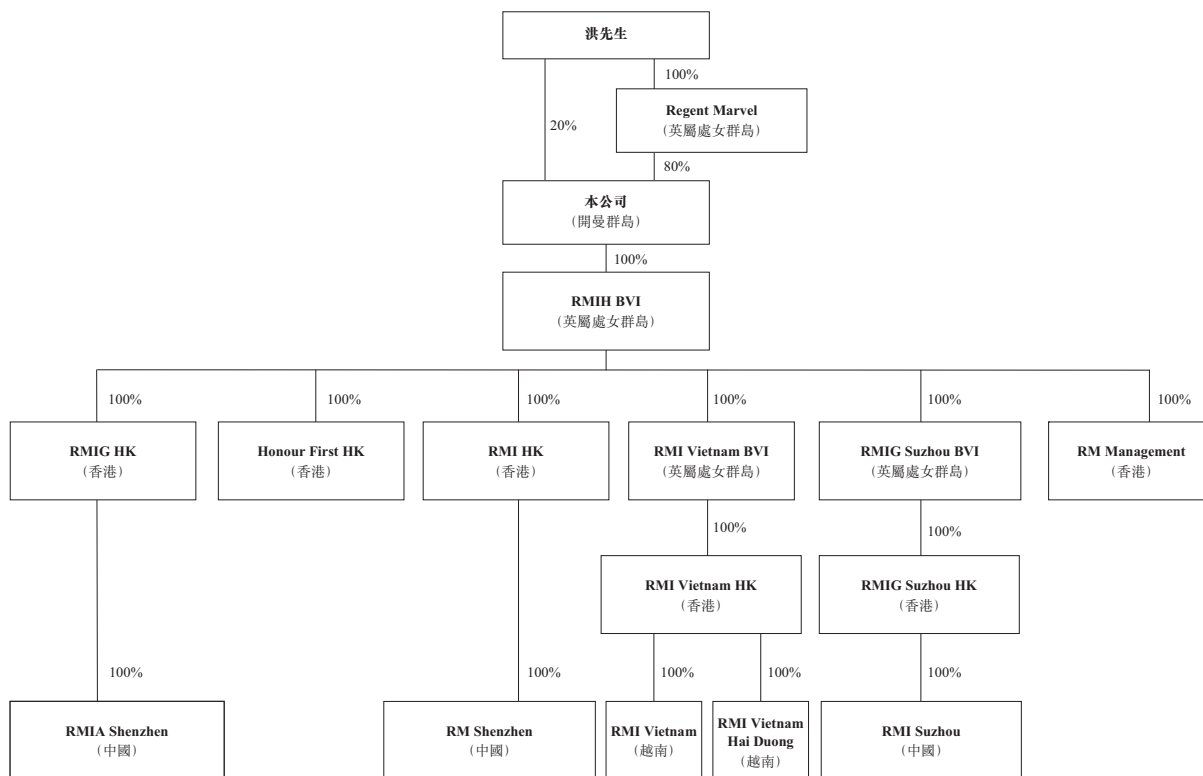 洪先生
100%
Regent Marvel
(英屬處女群島)
20%
80%
本公司
(開曼群島)
100%
RMIH BVI
(英屬處女群島)
100%
100%
100%
100%
100%
100%
RMIG HK
(香港)
Honour First HK
(香港)
RMI HK
(香港)
RMI Vietnam BVI
(英屬處女群島)
RMIG Suzhou BVI
(英屬處女群島)
RM Management
(香港)
100%
100%
RMI Vietnam HK
(香港)
RMIG Suzhou HK
(香港)
100%
100%
100%
100%
100%
RMIA Shenzhen
(中國)
RM Shenzhen
(中國)
RMI Vietnam
(越南)
RMI Vietnam
Hai Duong
(越南)
RMI Suzhou
(中國)